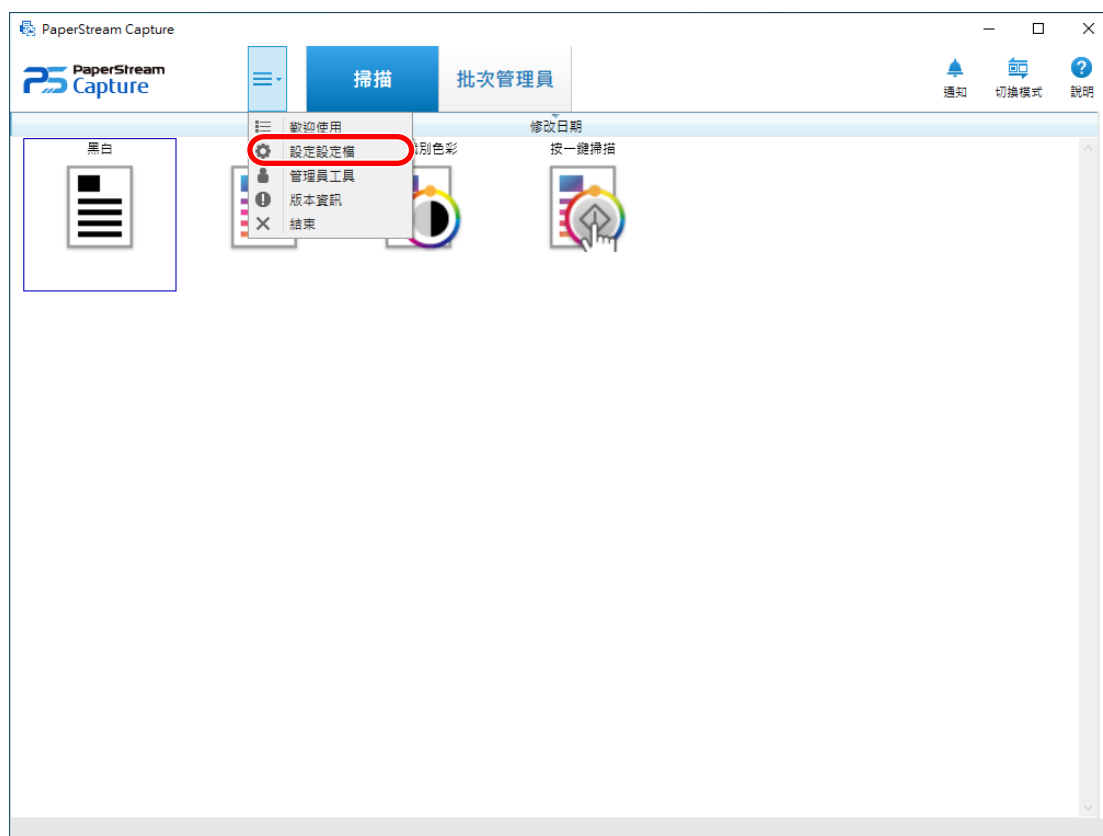 PaperStream Capture
PaperStream
Capture
掃描
批次管理員
通知
切換模式
說明
修改日期
歡迎使用
設定設定檔
管理員工具
版本資訊
結束
黑白
別色彩
按一鍵掃描